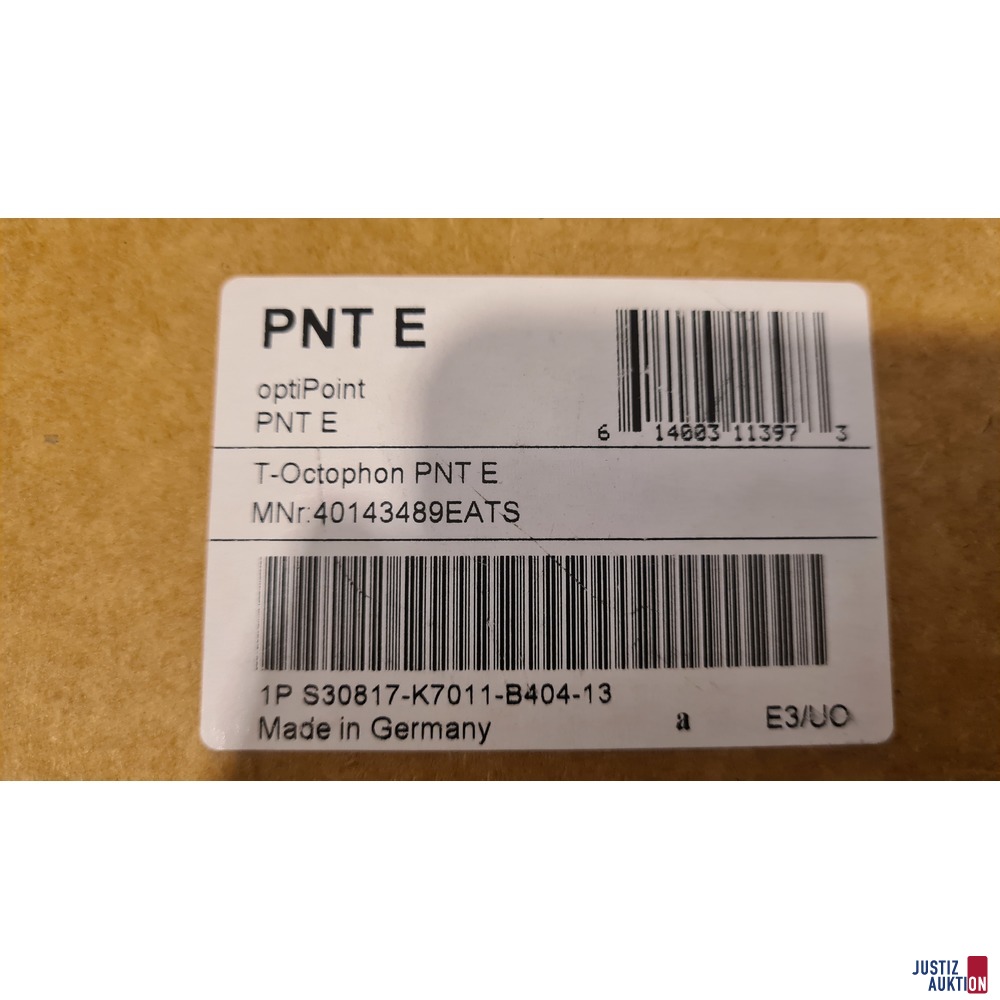 PNT E
optiPoint
PNT E
6 14003 11397 3
T-Octophon PNT E
MNr:40143489EATS
1P S30817-K7011-B404-13
Made in Germany
a
E3/UO
JUSTIZ
AUKTION